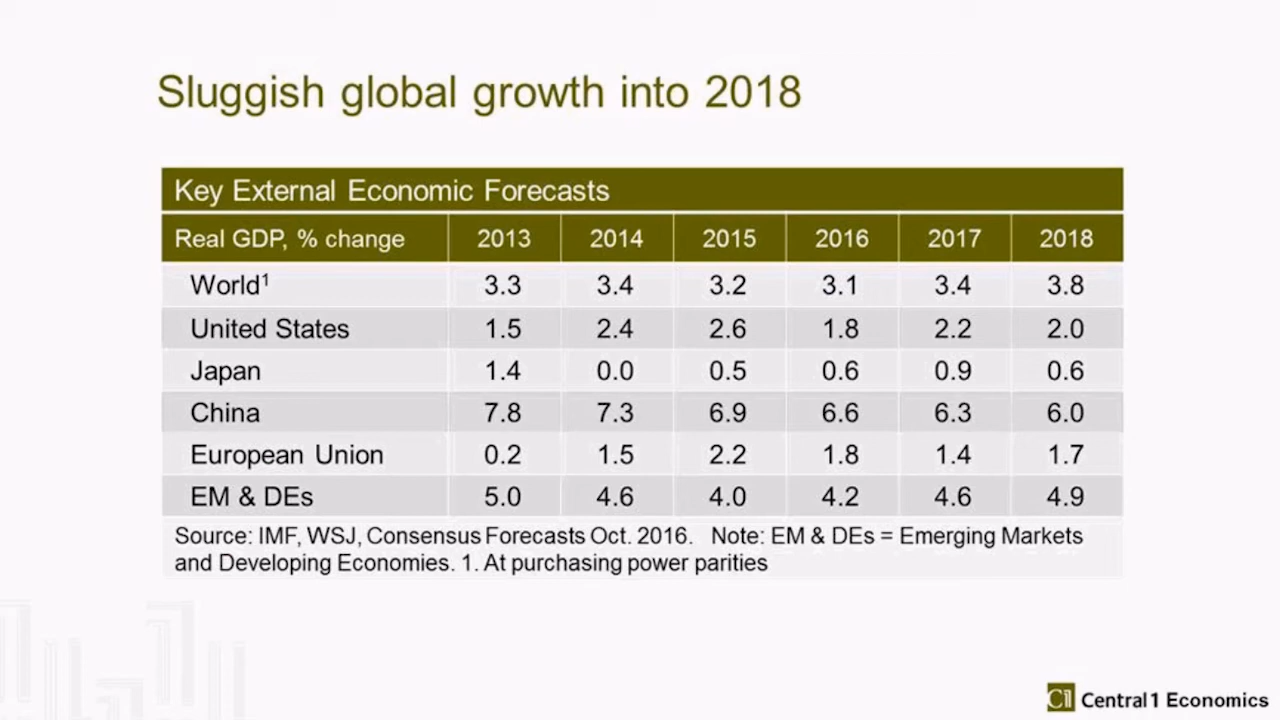 Sluggish global growth into 2018
Key External Economic Forecasts
Real GDP, % change 2013 2014 2015 2016 2017 2018
World¹ 3.3 3.4 3.2 3.1 3.4 3.8
United States 1.5 2.4 2.6 1.8 2.2 2.0
Japan 1.4 0.0 0.5 0.6 0.9 0.6
China 7.8 7.3 6.9 6.6 6.3 6.0
European Union 0.2 1.5 2.2 1.8 1.4 1.7
EM & DEs 5.0 4.6 4.0 4.2 4.6 4.9
Source: IMF, WSJ, Consensus Forecasts Oct. 2016. Note: EM & DEs = Emerging Markets
and Developing Economies. 1. At purchasing power parities
C1 Central 1 Economics